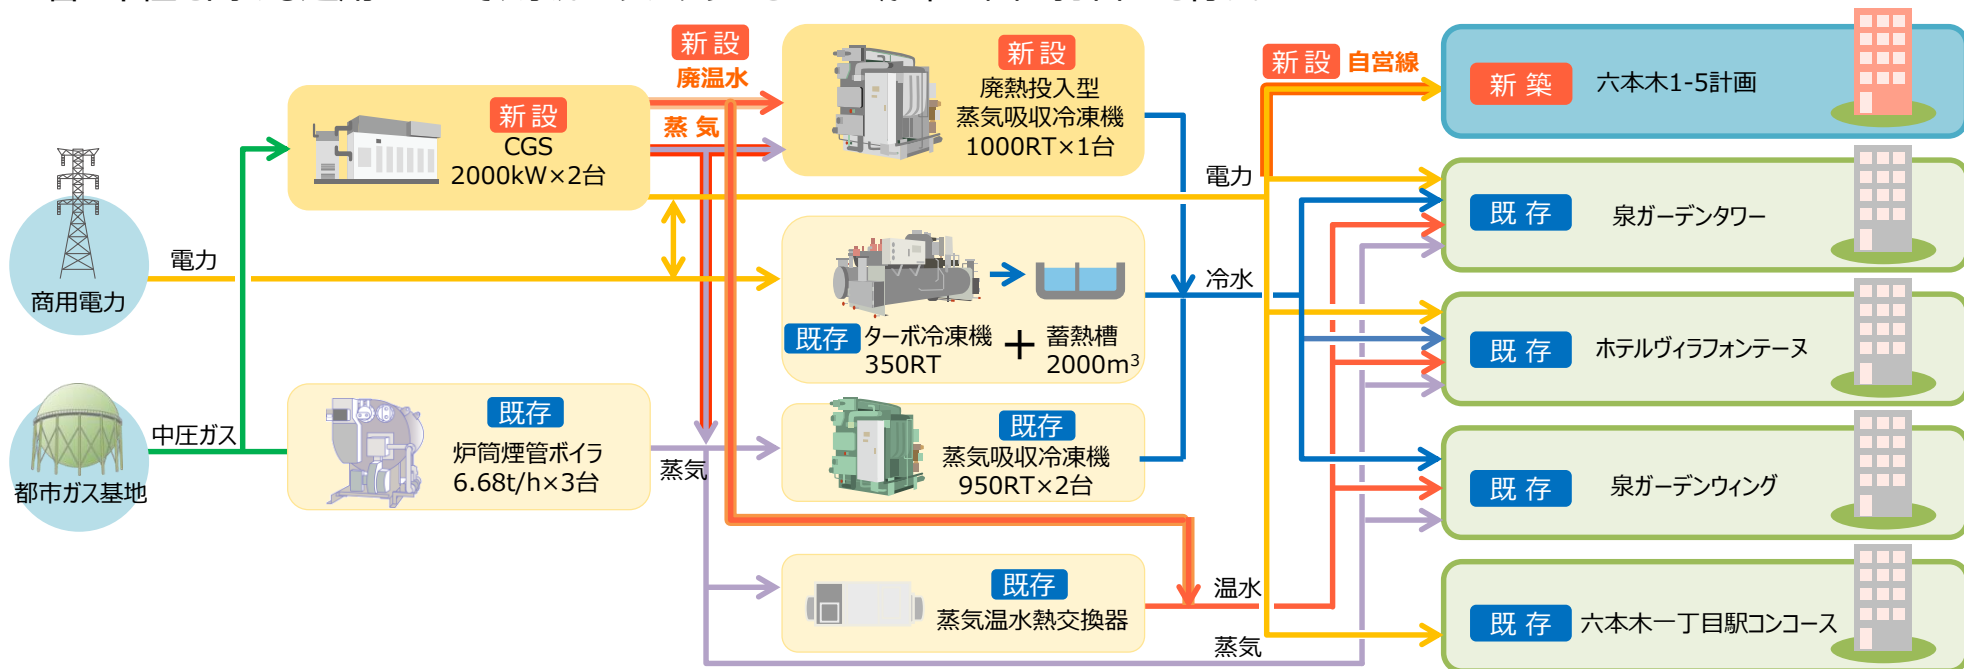 新設
廃温水
蒸気
新設
CGS
2000kW×2台
新設
廃熱投入型
蒸気吸収冷凍機
1000RT×1台
新設 自営線
新築 六本木1-5計画
電力
既存 泉ガーデンタワー
商用電力
電力
既存 ターボ冷凍機
350RT
+
蓄熱槽
2000m³
冷水
既存 ホテルヴィラフォンテーヌ
都市ガス基地
中圧ガス
既存
炉筒煙管ボイラ
6.68t/h×3台
蒸気
既存
蒸気吸収冷凍機
950RT×2台
既存 泉ガーデンウィング
既存
蒸気温水熱交換器
温水
蒸気
既存 六本木一丁目駅コンコース